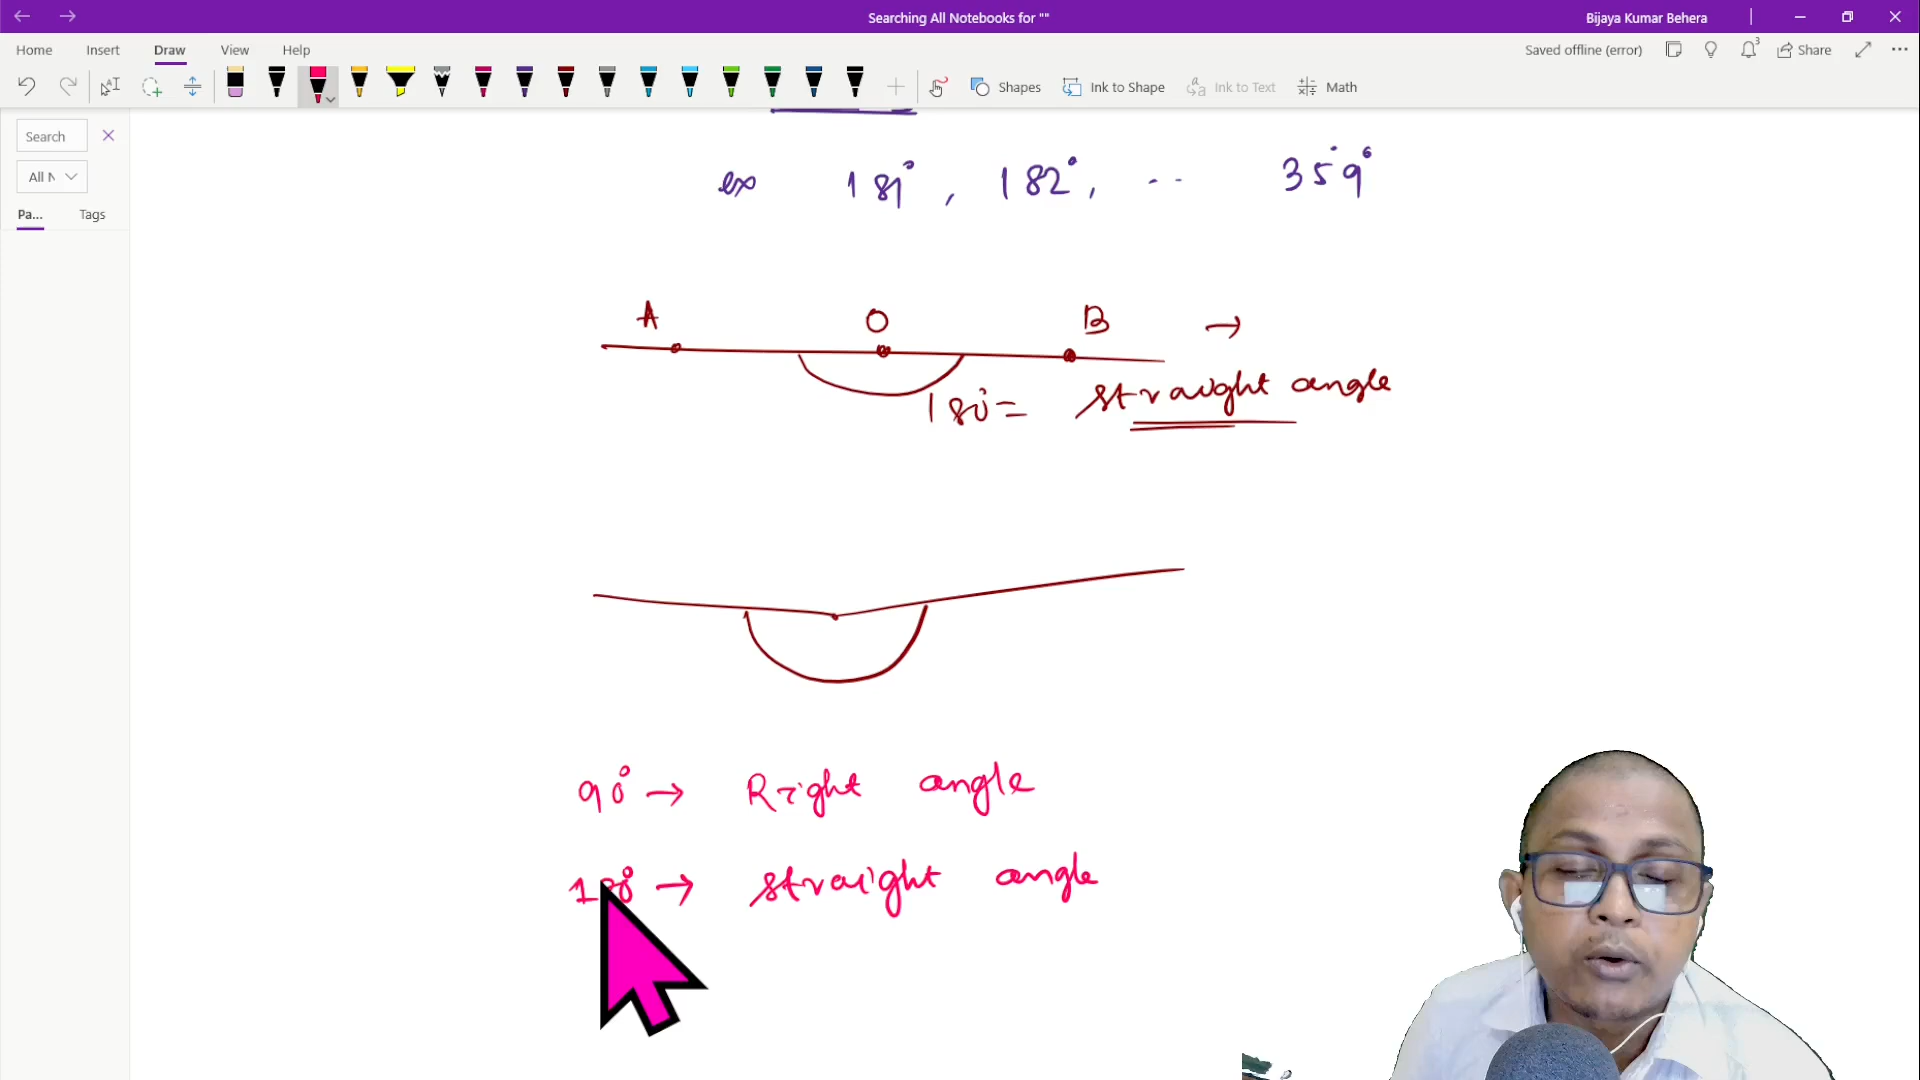 Searching All Notebooks for ""
Bijaya Kumar Behera
Home Insert Draw View Help
Saved offline (error)
3
Share
Shapes
Ink to Shape
Ink to Text
Math
Search
All N
Pa...
Tags
ex 181°, 182°, .. 359°
A O B →
180° = straight angle
90° → Right angle
180° → straight angle